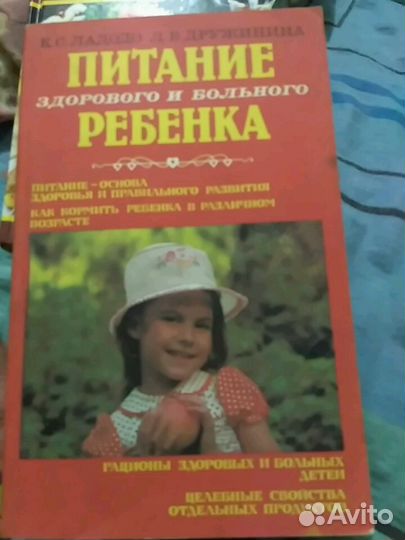 К. С. ЛАДОДО Л. В. ДРУЖИНИНА
ПИТАНИЕ
ЗДОРОВОГО И БОЛЬНОГО
РЕБЕНКА
ПИТАНИЕ – ОСНОВА
ЗДОРОВЬЯ И ПРАВИЛЬНОГО РАЗВИТИЯ
КАК КОРМИТЬ РЕБЕНКА В РАЗЛИЧНОМ
ВОЗРАСТЕ
РАЦИОНЫ ЗДОРОВЫХ И БОЛЬНЫХ
ДЕТЕЙ
ЦЕЛЕБНЫЕ СВОЙСТВА
ОТДЕЛЬНЫХ
Avito